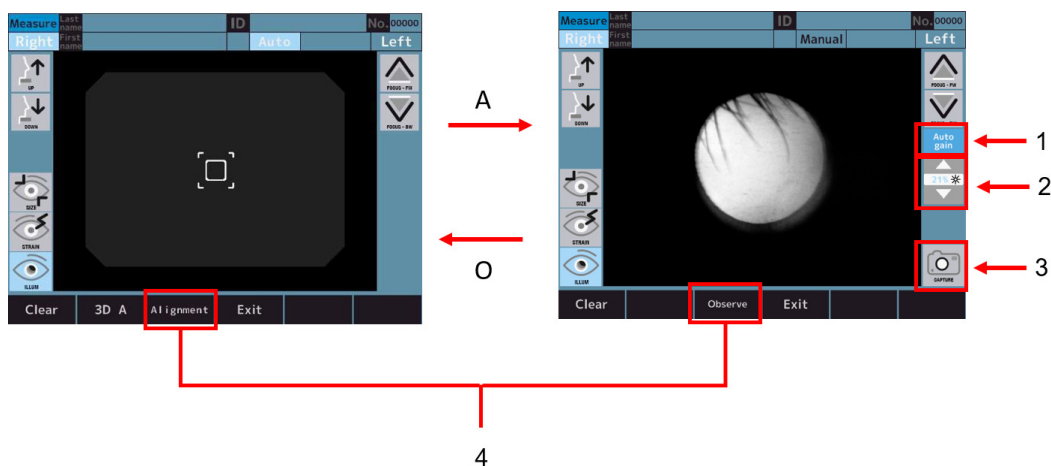 Measure Last name ID No. 00000
Right First name Auto Left
UP
DOWN
FOCUS - FW
FOCUS - BW
SIZE
STRAIN
ILLUM
Clear 3D A Alignment Exit
A
O
Measure Last name ID No. 00000
Right First name Manual Left
UP
DOWN
Auto
gain
21%
SIZE
STRAIN
ILLUM
CAPTURE
Clear Observe Exit
1
2
3
4